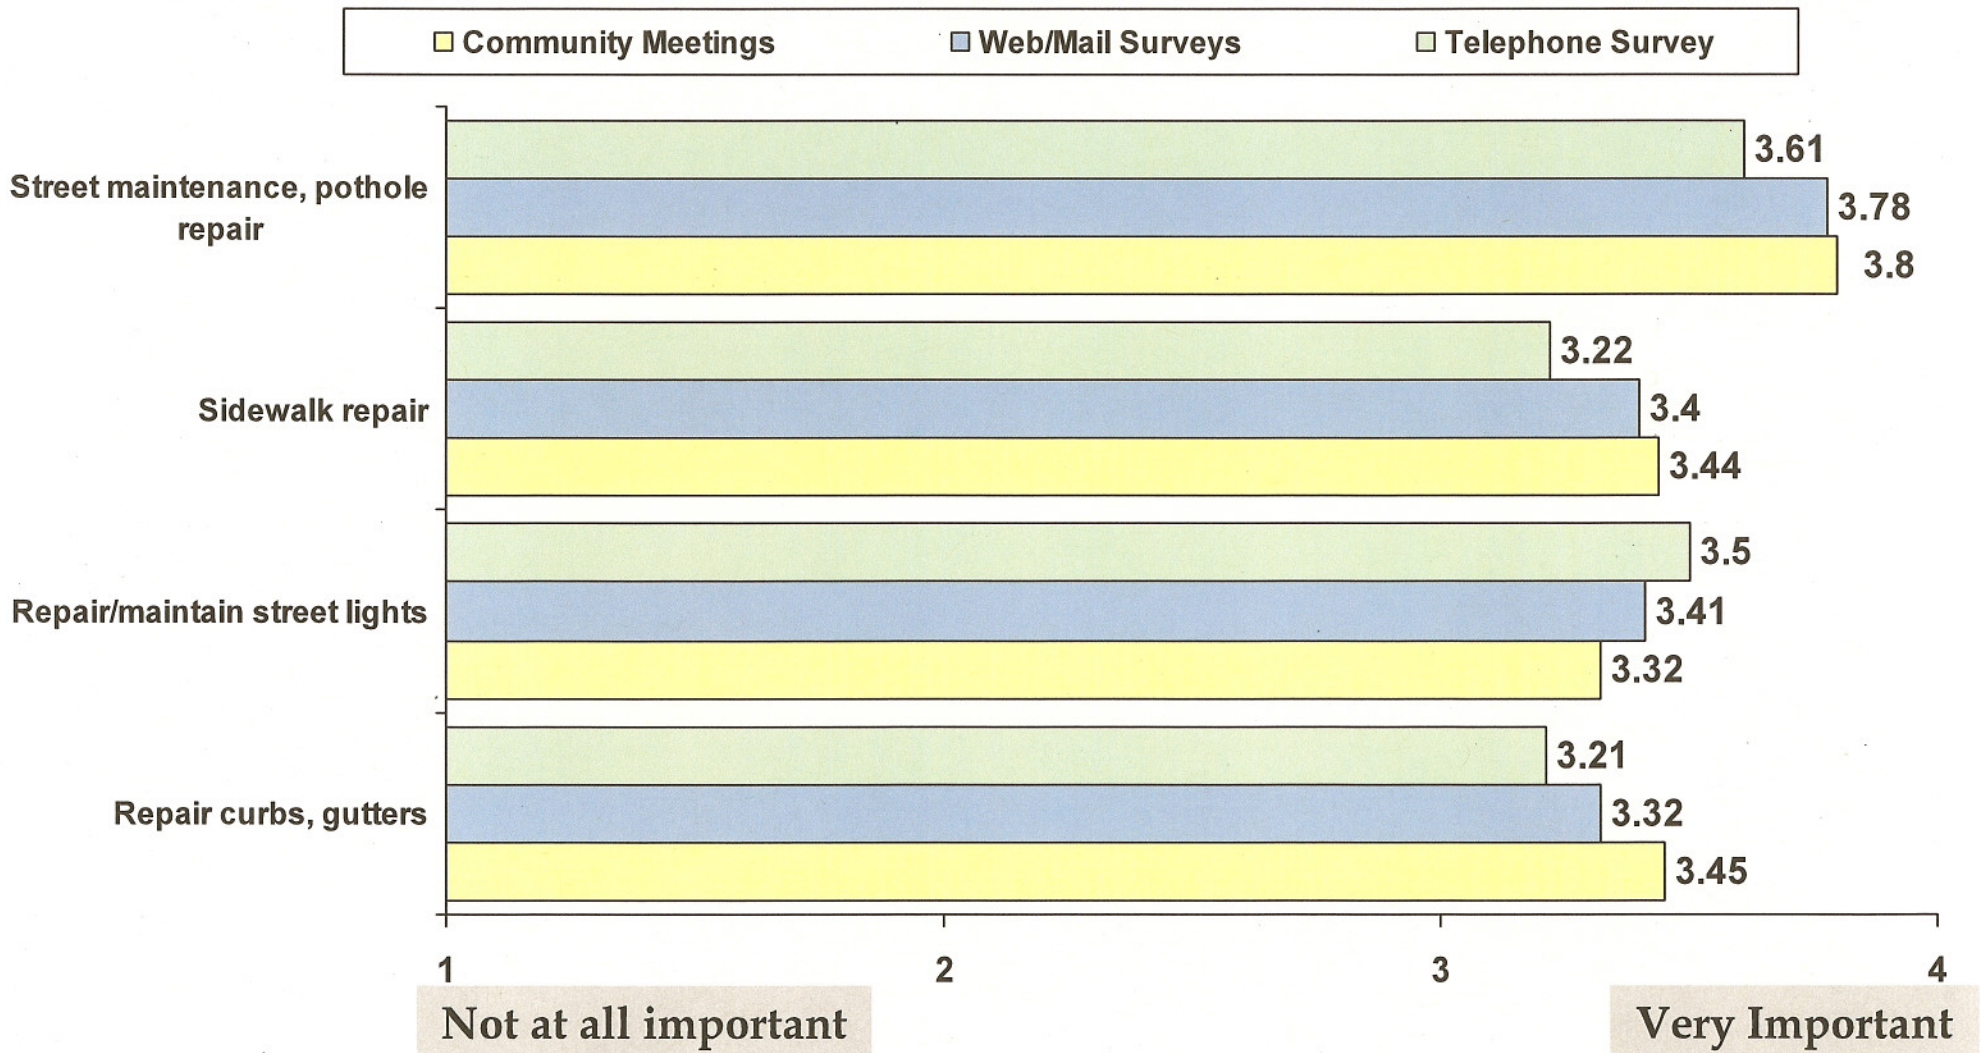 Community Meetings Web/Mail Surveys Telephone Survey
Street maintenance, pothole
repair
3.61
3.78
3.8
Sidewalk repair
3.22
3.4
3.44
Repair/maintain street lights
3.5
3.41
3.32
Repair curbs, gutters
3.21
3.32
3.45
1 2 3 4
Not at all important Very Important